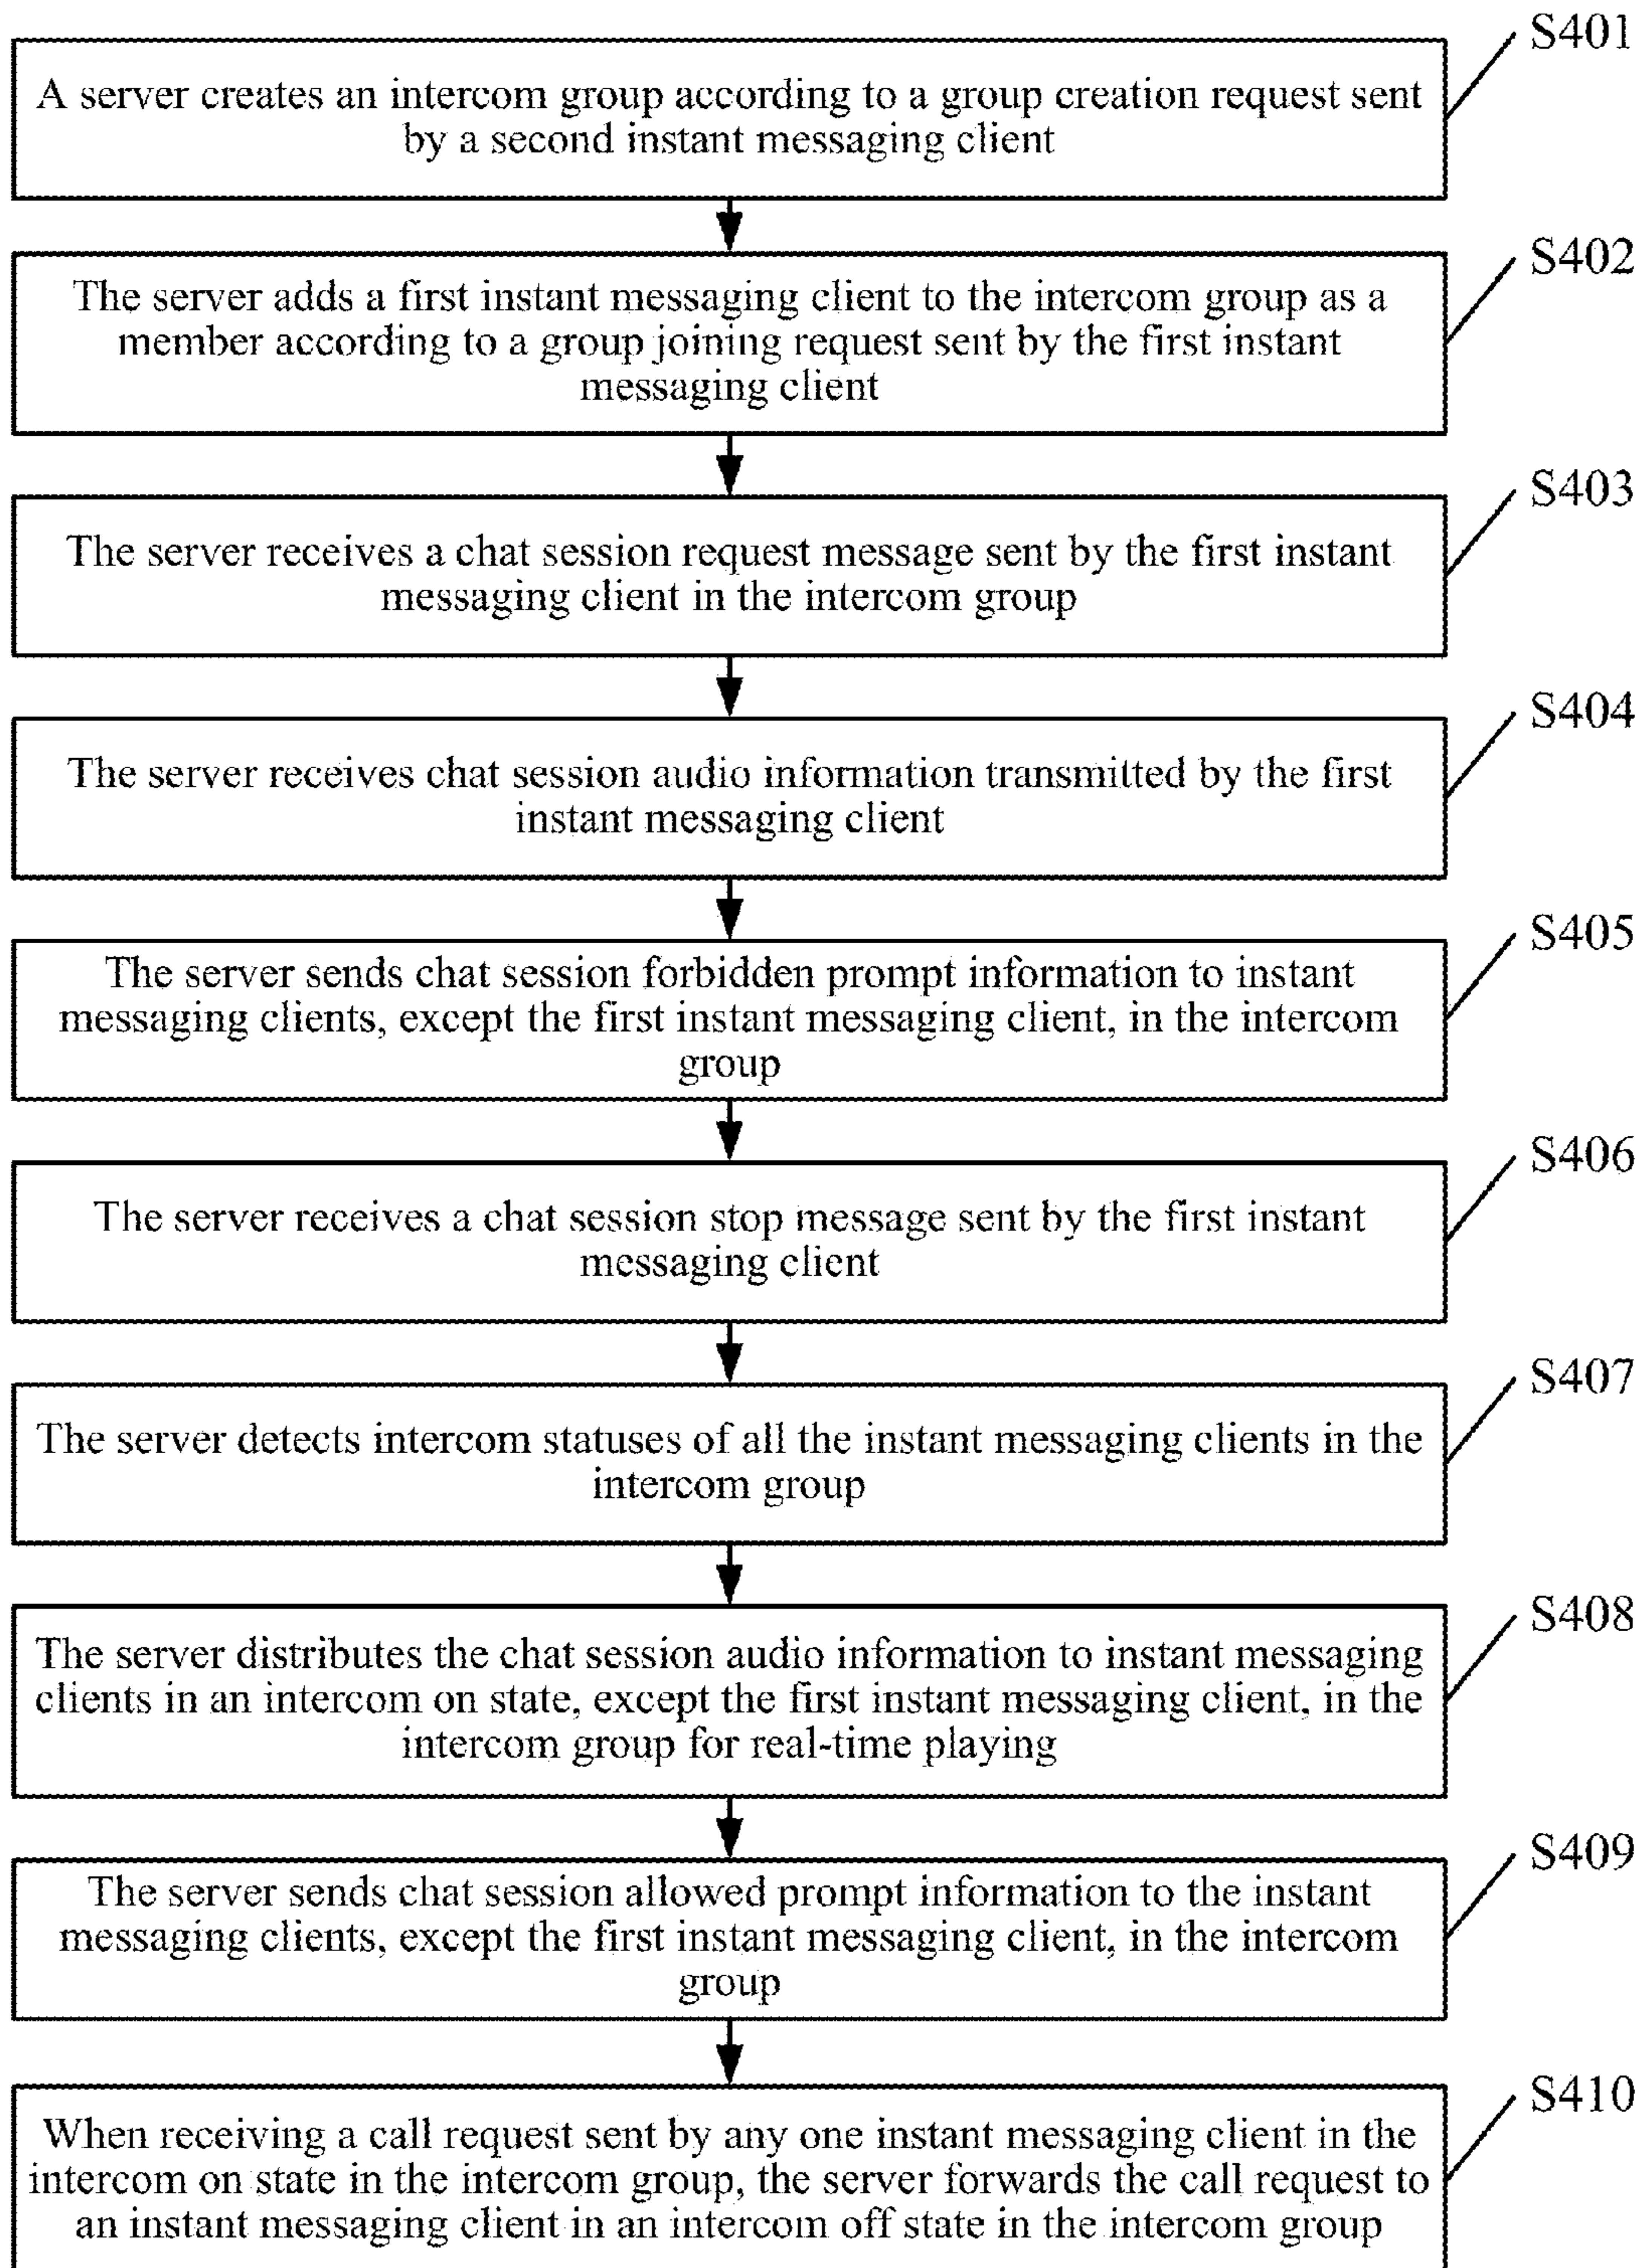 S401
A server creates an intercom group according to a group creation request sent
by a second instant messaging client
S402
The server adds a first instant messaging client to the intercom group as a
member according to a group joining request sent by the first instant
messaging client
S403
The server receives a chat session request message sent by the first instant
messaging client in the intercom group
S404
The server receives chat session audio information transmitted by the first
instant messaging client
S405
The server sends chat session forbidden prompt information to instant
messaging clients, except the first instant messaging client, in the intercom
group
S406
The server receives a chat session stop message sent by the first instant
messaging client
S407
The server detects intercom statuses of all the instant messaging clients in the
intercom group
S408
The server distributes the chat session audio information to instant messaging
clients in an intercom on state, except the first instant messaging client, in the
intercom group for real-time playing
S409
The server sends chat session allowed prompt information to the instant
messaging clients, except the first instant messaging client, in the intercom
group
S410
When receiving a call request sent by any one instant messaging client in the
intercom on state in the intercom group, the server forwards the call request to
an instant messaging client in an intercom off state in the intercom group